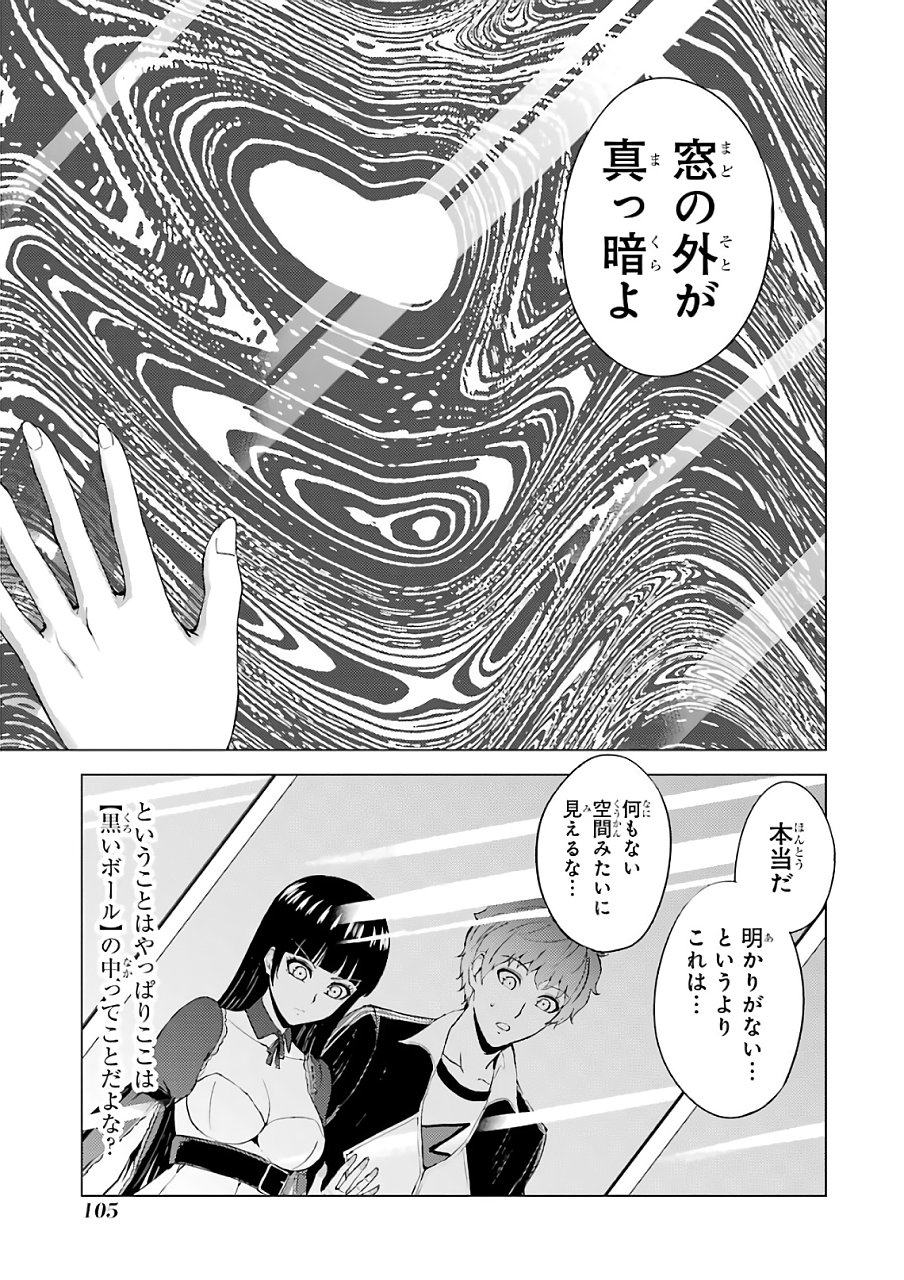 窓の外が
真っ暗よ
本当だ
明かりがない…
というより
これは…
何もない
空間みたいに
見えるな…
ということはやっぱりここは
【黒いボール】の中ってことだよな?
105